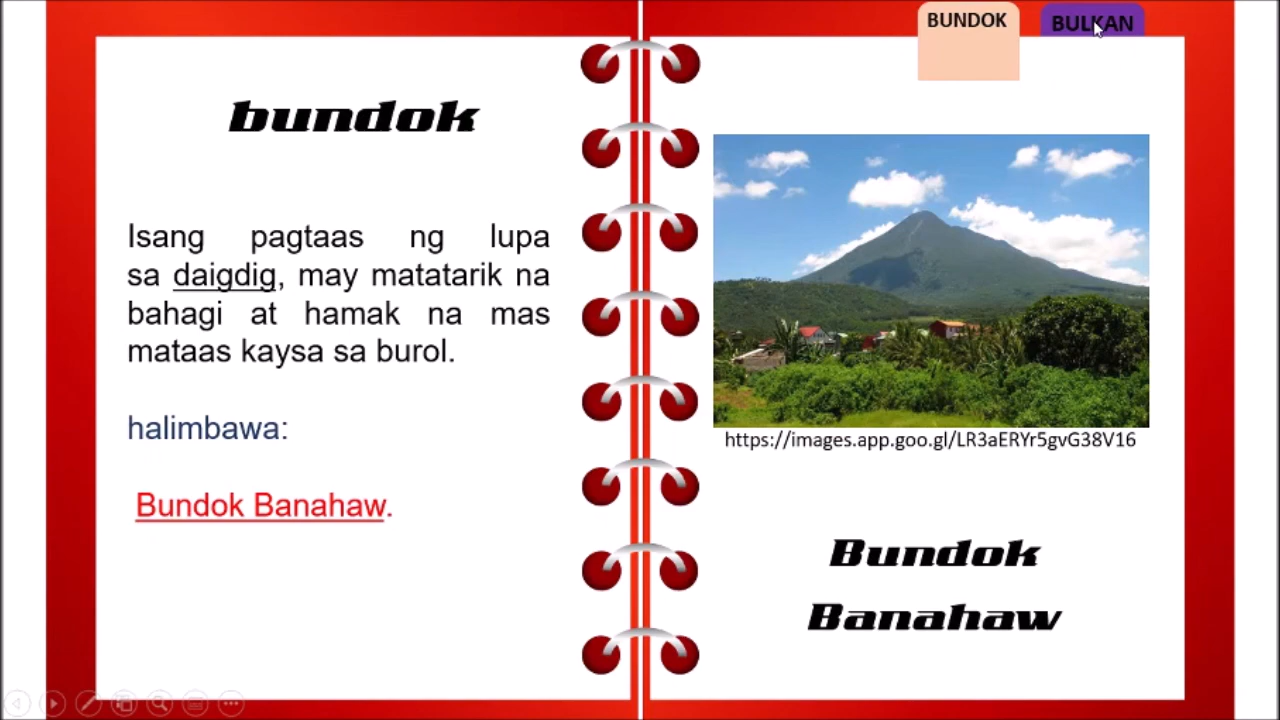 BUNDOK
BULKAN
bundok
Isang pagtaas ng lupa
sa daigdig, may matatarik na
bahagi at hamak na mas
mataas kaysa sa burol.
halimbawa:
Bundok Banahaw.
https://images.app.goo.gl/LR3aERYr5gvG38V16
Bundok
Banahaw